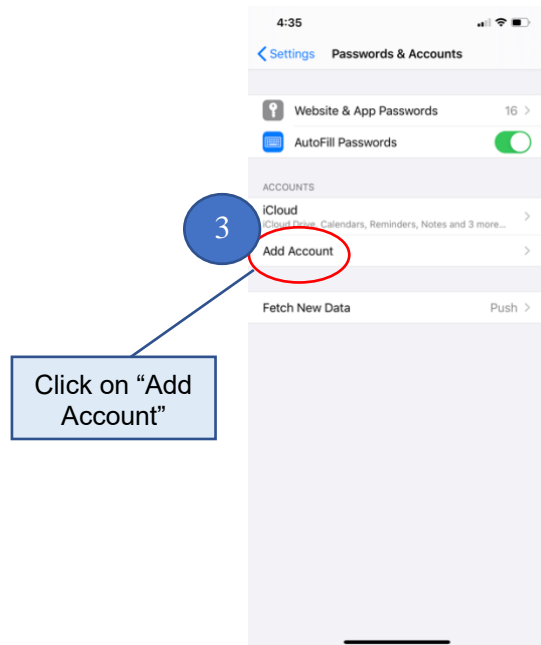 4:35
Settings Passwords & Accounts
Website & App Passwords 16
AutoFill Passwords
ACCOUNTS
iCloud
iCloud Drive, Calendars, Reminders, Notes and 3 more...
3
Add Account
Fetch New Data Push
Click on “Add
Account”